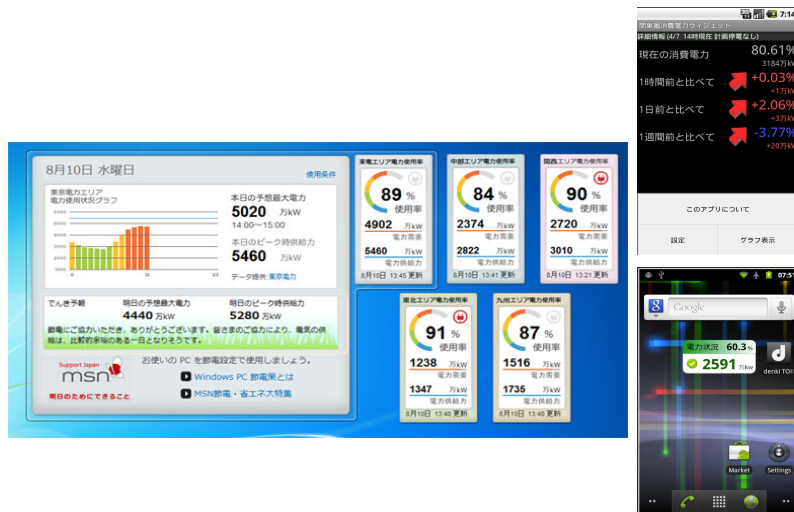 8月10日 水曜日
使用条件
東京電力エリア
電力使用状況グラフ
本日の予想最大電力
5020 万kW
14:00~15:00
本日のピーク時供給力
5460 万kW
データ提供:東京電力
でんき予報
明日の予想最大電力
4440 万kW
明日のピーク時供給力
5280 万kW
節電にご協力いただき、ありがとうございます。皆さまのご協力により、電気の供
給は、比較的余裕のある一日となりそうです。
Support Japan
msn
明日のためにできること
お使いの PC を節電設定で使用しましょう。
Windows PC 節電策とは
MSN節電・省エネ大特集
東電エリア電力使用率
89 %
使用率
4902 万kW
電力需要
5460 万kW
電力供給力
8月10日 13:45 更新
中部エリア電力使用率
84 %
使用率
2374 万kW
電力需要
2822 万kW
電力供給力
8月10日 13:41 更新
関西エリア電力使用率
90 %
使用率
2720 万kW
電力需要
3010 万kW
電力供給力
8月10日 13:21 更新
東北エリア電力使用率
91 %
使用率
1238 万kW
電力需要
1347 万kW
電力供給力
8月10日 13:40 更新
九州エリア電力使用率
87 %
使用率
1516 万kW
電力需要
1735 万kW
電力供給力
8月10日 13:40 更新
7:14
関東圏消費電力ウィジェット
詳細情報 (4/7 14時現在 計画停電なし)
現在の消費電力
80.61%
3184万k
1時間前と比べて
+0.03%
+1万k
1日前と比べて
+2.06%
+3万k
1週間前と比べて
-3.77%
+20万k
このアプリについて
設定
グラフ表示
07:5
Google
電力状況 60.3 %
2591 万kw
d
denki TO
Market
Settings